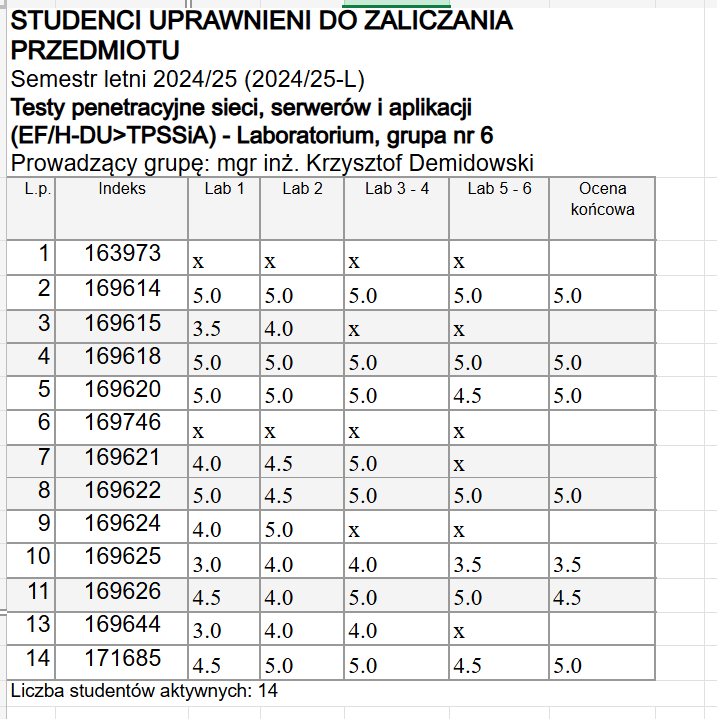 STUDENCI UPRAWNIENI DO ZALICZANIA
PRZEDMIOTU
Semestr letni 2024/25 (2024/25-L)
Testy penetracyjne sieci, serwerów i aplikacji
(EF/H-DU>TPSSiA) - Laboratorium, grupa nr 6
Prowadzący grupę: mgr inż. Krzysztof Demidowski
L.p. Indeks Lab 1 Lab 2 Lab 3 - 4 Lab 5 - 6 Ocena końcowa
1 163973 x x x x
2 169614 5.0 5.0 5.0 5.0 5.0
3 169615 3.5 4.0 x x
4 169618 5.0 5.0 5.0 5.0 5.0
5 169620 5.0 5.0 5.0 4.5 5.0
6 169746 x x x x
7 169621 4.0 4.5 5.0 x
8 169622 5.0 4.5 5.0 5.0 5.0
9 169624 4.0 5.0 x x
10 169625 3.0 4.0 4.0 3.5 3.5
11 169626 4.5 4.0 5.0 5.0 4.5
13 169644 3.0 4.0 4.0 x
14 171685 4.5 5.0 5.0 4.5 5.0
Liczba studentów aktywnych: 14